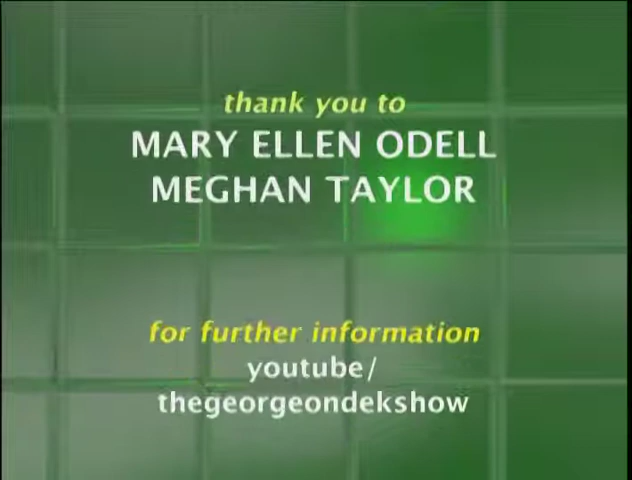 thank you to
MARY ELLEN ODELL
MEGHAN TAYLOR
for further information
youtube/
thegeorgeondekshow